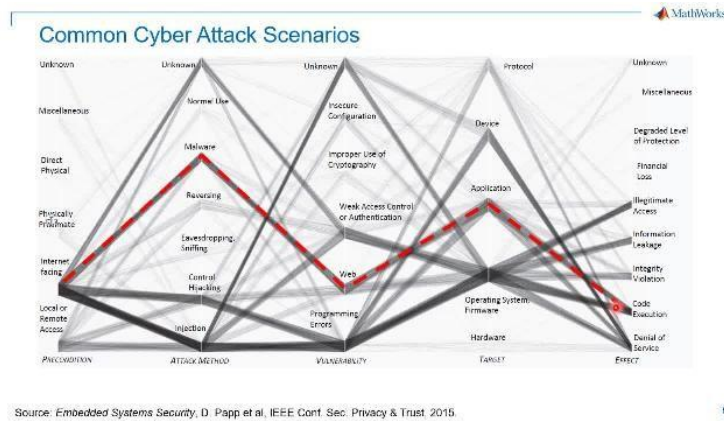 MathWorks
Common Cyber Attack Scenarios
Unknown
Miscellaneous
Direct
Physical
Physically
Proximate
Internet
facing
Local or
Remote
Access
PRECONDITION
Unknown
Normal Use
Malware
Reversing
Eavesdropping,
Sniffing
Control
Hijacking
Injection
ATTACK METHOD
Unknown
Insecure
Configuration
Improper Use of
Cryptography
Weak Access Control
or Authentication
Web
Programming
Errors
VULNERABILITY
Protocol
Device
Application
Operating System,
Firmware
Hardware
TARGET
Unknown
Miscellaneous
Degraded Level
of Protection
Financial
Loss
Illegitimate
Access
Information
Leakage
Integrity
Violation
Code
Execution
Denial of
Service
EFFECT
Source: Embedded Systems Security, D. Papp et al, IEEE Conf. Sec. Privacy & Trust, 2015.